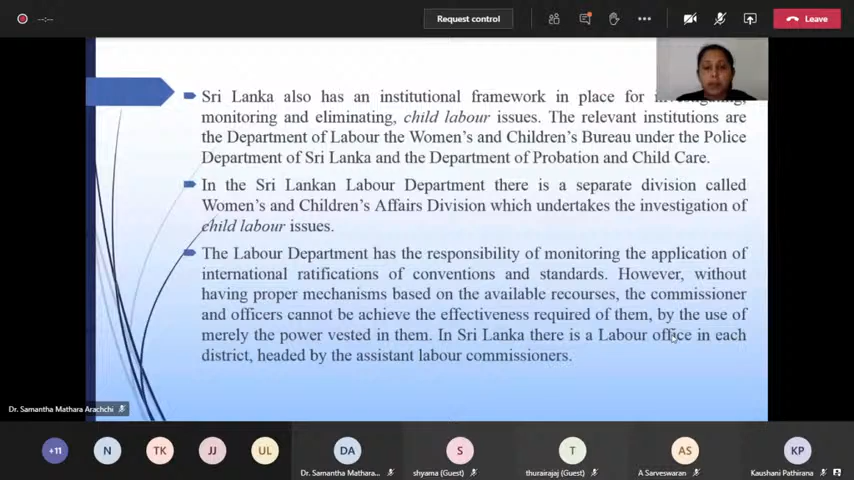 --:--
Request control
Leave
Sri Lanka also has an institutional framework in place for investigating,
monitoring and eliminating, child labour issues. The relevant institutions are
the Department of Labour the Women's and Children's Bureau under the Police
Department of Sri Lanka and the Department of Probation and Child Care.
In the Sri Lankan Labour Department there is a separate division called
Women's and Children's Affairs Division which undertakes the investigation of
child labour issues.
The Labour Department has the responsibility of monitoring the application of
international ratifications of conventions and standards. However, without
having proper mechanisms based on the available recourses, the commissioner
and officers cannot be achieve the effectiveness required of them, by the use of
merely the power vested in them. In Sri Lanka there is a Labour office in each
district, headed by the assistant labour commissioners.
Dr. Samantha Mathara Arachchi
+11
N
TK
JJ
UL
DA
S
T
AS
KP
Dr. Samantha Mathara...
shyama (Guest)
thurairajaj (Guest)
A Sarveswaran
Kaushani Pathirana